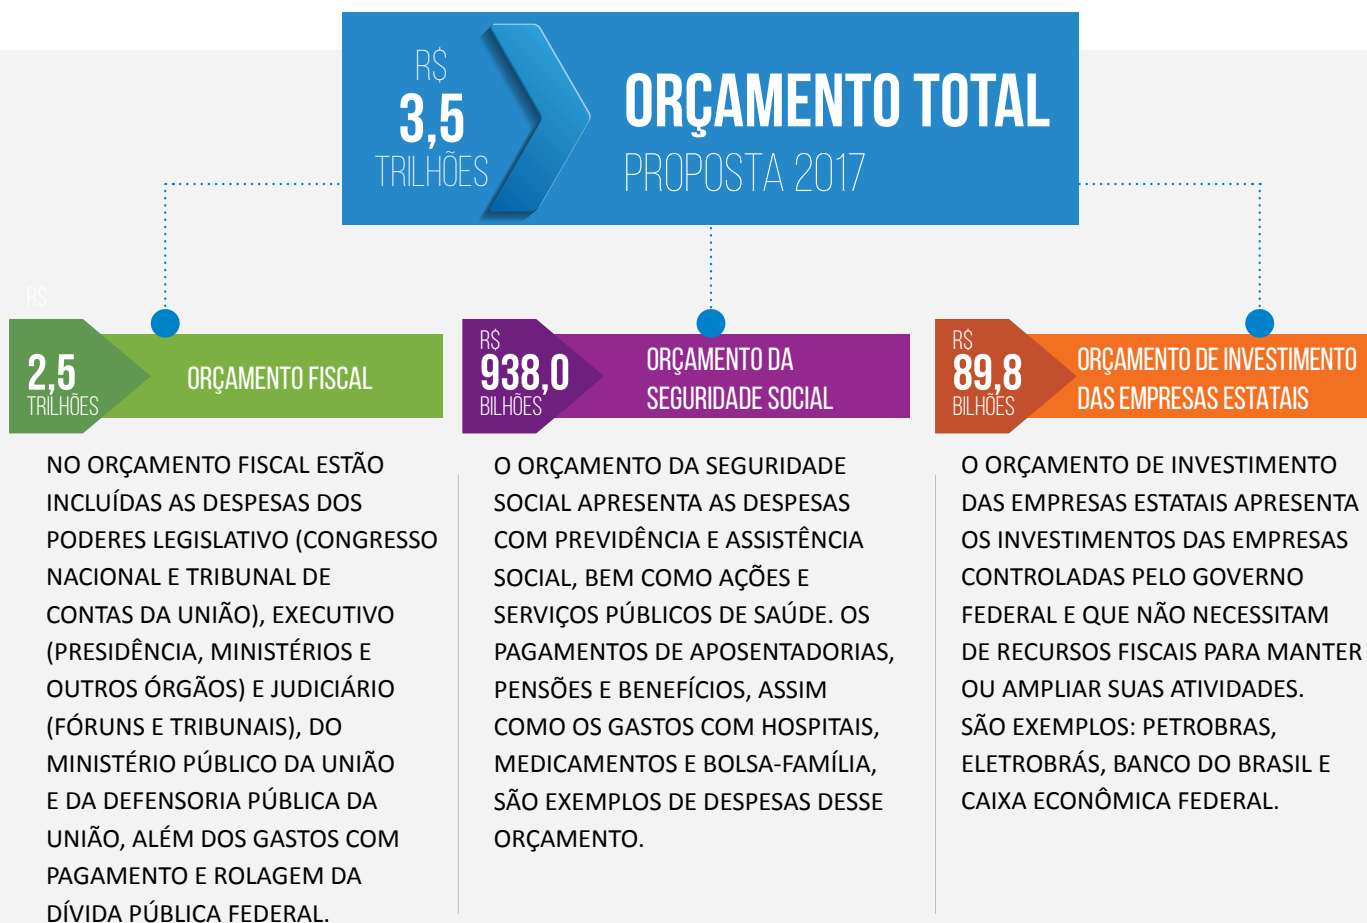 R$
3,5
TRILHÕES
ORÇAMENTO TOTAL
PROPOSTA 2017
R$
2,5
TRILHÕES
ORÇAMENTO FISCAL
NO ORÇAMENTO FISCAL ESTÃO
INCLUÍDAS AS DESPESAS DOS
PODERES LEGISLATIVO (CONGRESSO
NACIONAL E TRIBUNAL DE
CONTAS DA UNIÃO), EXECUTIVO
(PRESIDÊNCIA, MINISTÉRIOS E
OUTROS ÓRGÃOS) E JUDICIÁRIO
(FÓRUNS E TRIBUNAIS), DO
MINISTÉRIO PÚBLICO DA UNIÃO
E DA DEFENSORIA PÚBLICA DA
UNIÃO, ALÉM DOS GASTOS COM
PAGAMENTO E ROLAGEM DA
DÍVIDA PÚBLICA FEDERAL.
R$
938,0
BILHÕES
ORÇAMENTO DA
SEGURIDADE SOCIAL
O ORÇAMENTO DA SEGURIDADE
SOCIAL APRESENTA AS DESPESAS
COM PREVIDÊNCIA E ASSISTÊNCIA
SOCIAL, BEM COMO AÇÕES E
SERVIÇOS PÚBLICOS DE SAÚDE. OS
PAGAMENTOS DE APOSENTADORIAS,
PENSÕES E BENEFÍCIOS, ASSIM
COMO OS GASTOS COM HOSPITAIS,
MEDICAMENTOS E BOLSA-FAMÍLIA,
SÃO EXEMPLOS DE DESPESAS DESSE
ORÇAMENTO.
R$
89,8
BILHÕES
ORÇAMENTO DE INVESTIMENTO
DAS EMPRESAS ESTATAIS
O ORÇAMENTO DE INVESTIMENTO
DAS EMPRESAS ESTATAIS APRESENTA
OS INVESTIMENTOS DAS EMPRESAS
CONTROLADAS PELO GOVERNO
FEDERAL E QUE NÃO NECESSITAM
DE RECURSOS FISCAIS PARA MANTER
OU AMPLIAR SUAS ATIVIDADES.
SÃO EXEMPLOS: PETROBRAS,
ELETROBRÁS, BANCO DO BRASIL E
CAIXA ECONÔMICA FEDERAL.